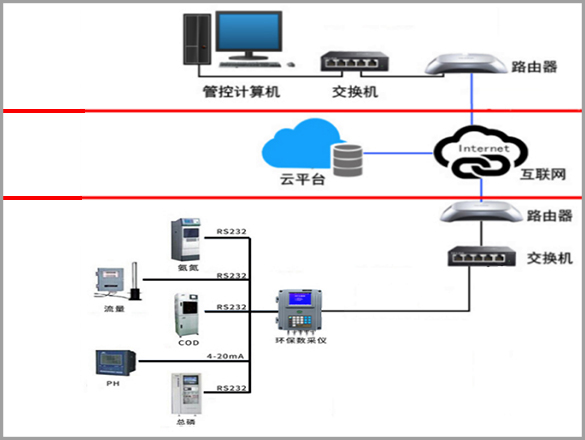 管控计算机
交换机
路由器
Internet
云平台
互联网
路由器
交换机
RS232
氨氮
RS232
流量
RS232
COD
环保数采仪
4-20mA
PH
RS232
总磷